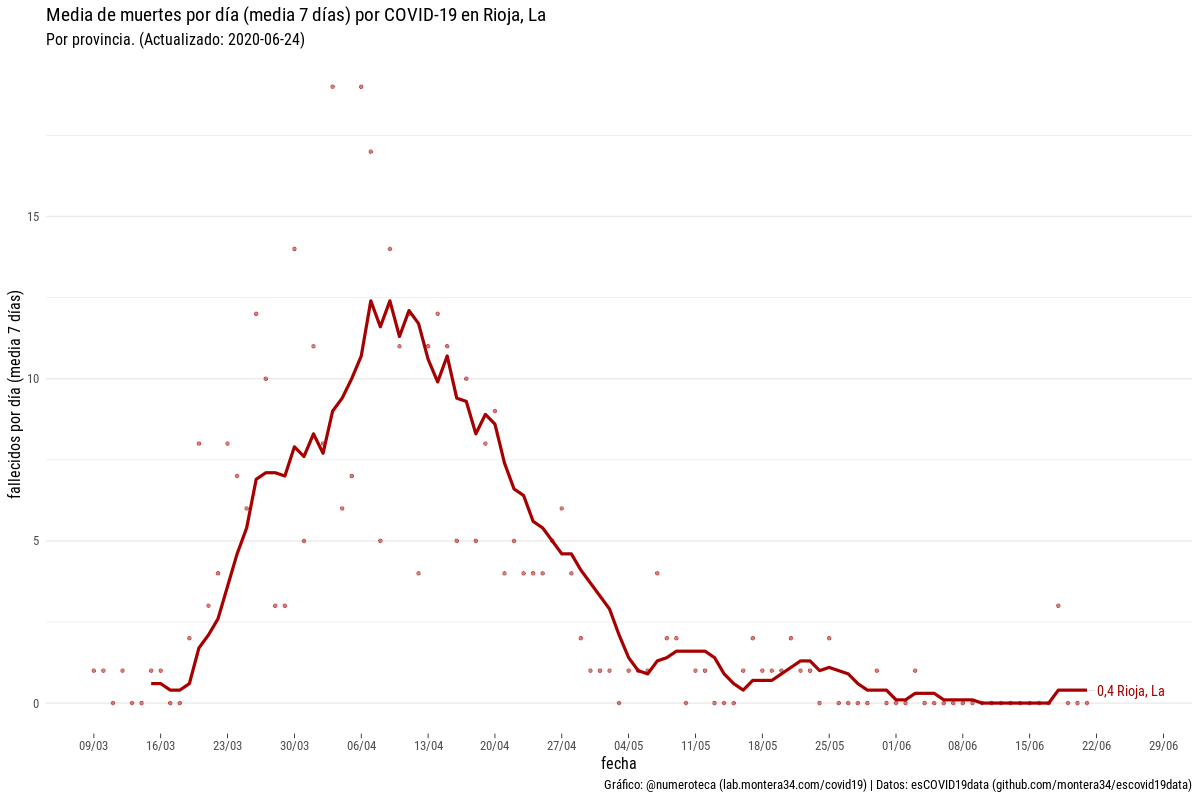 Media de muertes por día (media 7 días) por COVID-19 en Rioja, La
Por provincia. (Actualizado: 2020-06-24)
fallecidos por día (media 7 días)
15
10
5
0
0,4 Rioja, La
09/03 16/03 23/03 30/03 06/04 13/04 20/04 27/04 04/05 11/05 18/05 25/05 01/06 08/06 15/06 22/06 29/06
fecha
Gráfico: @numeroteca (lab.montera34.com/covid19) | Datos: esCOVID19data (github.com/montera34/escovid19data)